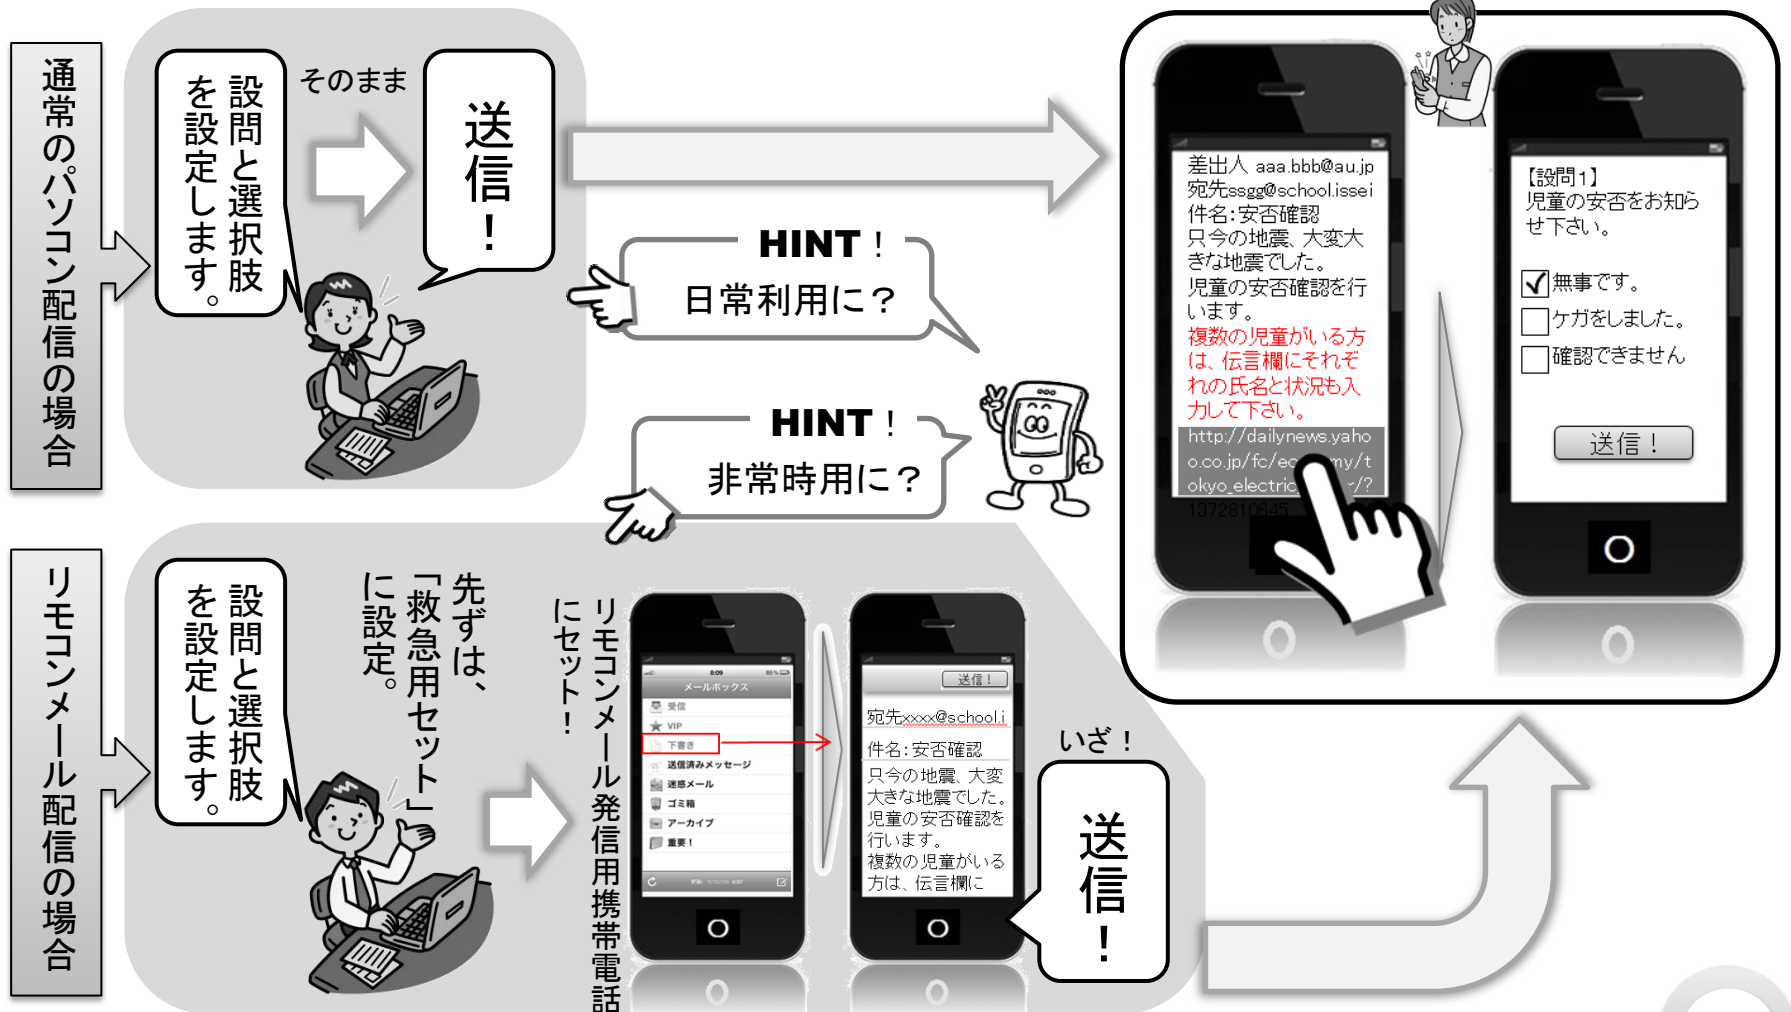 通常のパソコン配信の場合
設問と選択肢
を設定します。
そのまま
送信！
HINT！
日常利用に？
HINT！
非常時用に？
差出人 aaa.bbb@au.jp
宛先ssgg@school.issei
件名：安否確認
只今の地震、大変大
きな地震でした。
児童の安否確認を行
います。
複数の児童がいる方
は、伝言欄にそれぞ
れの氏名と状況も入
力して下さい。
http://dailynews.yaho
o.co.jp/fc/ec my/t
okyo_electric /?
1372810645
【設問1】
児童の安否をお知ら
せ下さい。
無事です。
ケガをしました。
確認できません
送信！
リモコンメール配信の場合
設問と選択肢
を設定します。
先ずは、
「救急用セット」
に設定。
リモコンメール発信用携帯電話
にセット！
8:09
85%
メールボックス
受信
VIP
下書き
送信済みメッセージ
迷惑メール
ゴミ箱
アーカイブ
重要！
送信！
宛先xxxx@school.i
件名：安否確認
只今の地震、大変
大きな地震でした。
児童の安否確認を
行います。
複数の児童がいる
方は、伝言欄に
いざ！
送信！